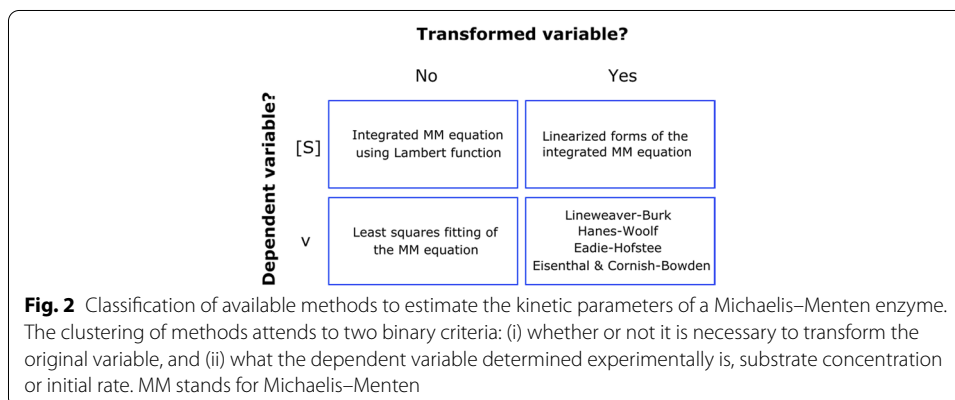 Transformed variable?
No Yes
Dependent variable?
[S]
Integrated MM equation
using Lambert function
Linearized forms of the
integrated MM equation
v
Least squares fitting of
the MM equation
Lineweaver-Burk
Hanes-Woolf
Eadie-Hofstee
Eisenthal & Cornish-Bowden
Fig. 2 Classification of available methods to estimate the kinetic parameters of a Michaelis–Menten enzyme.
The clustering of methods attends to two binary criteria: (i) whether or not it is necessary to transform the
original variable, and (ii) what the dependent variable determined experimentally is, substrate concentration
or initial rate. MM stands for Michaelis–Menten